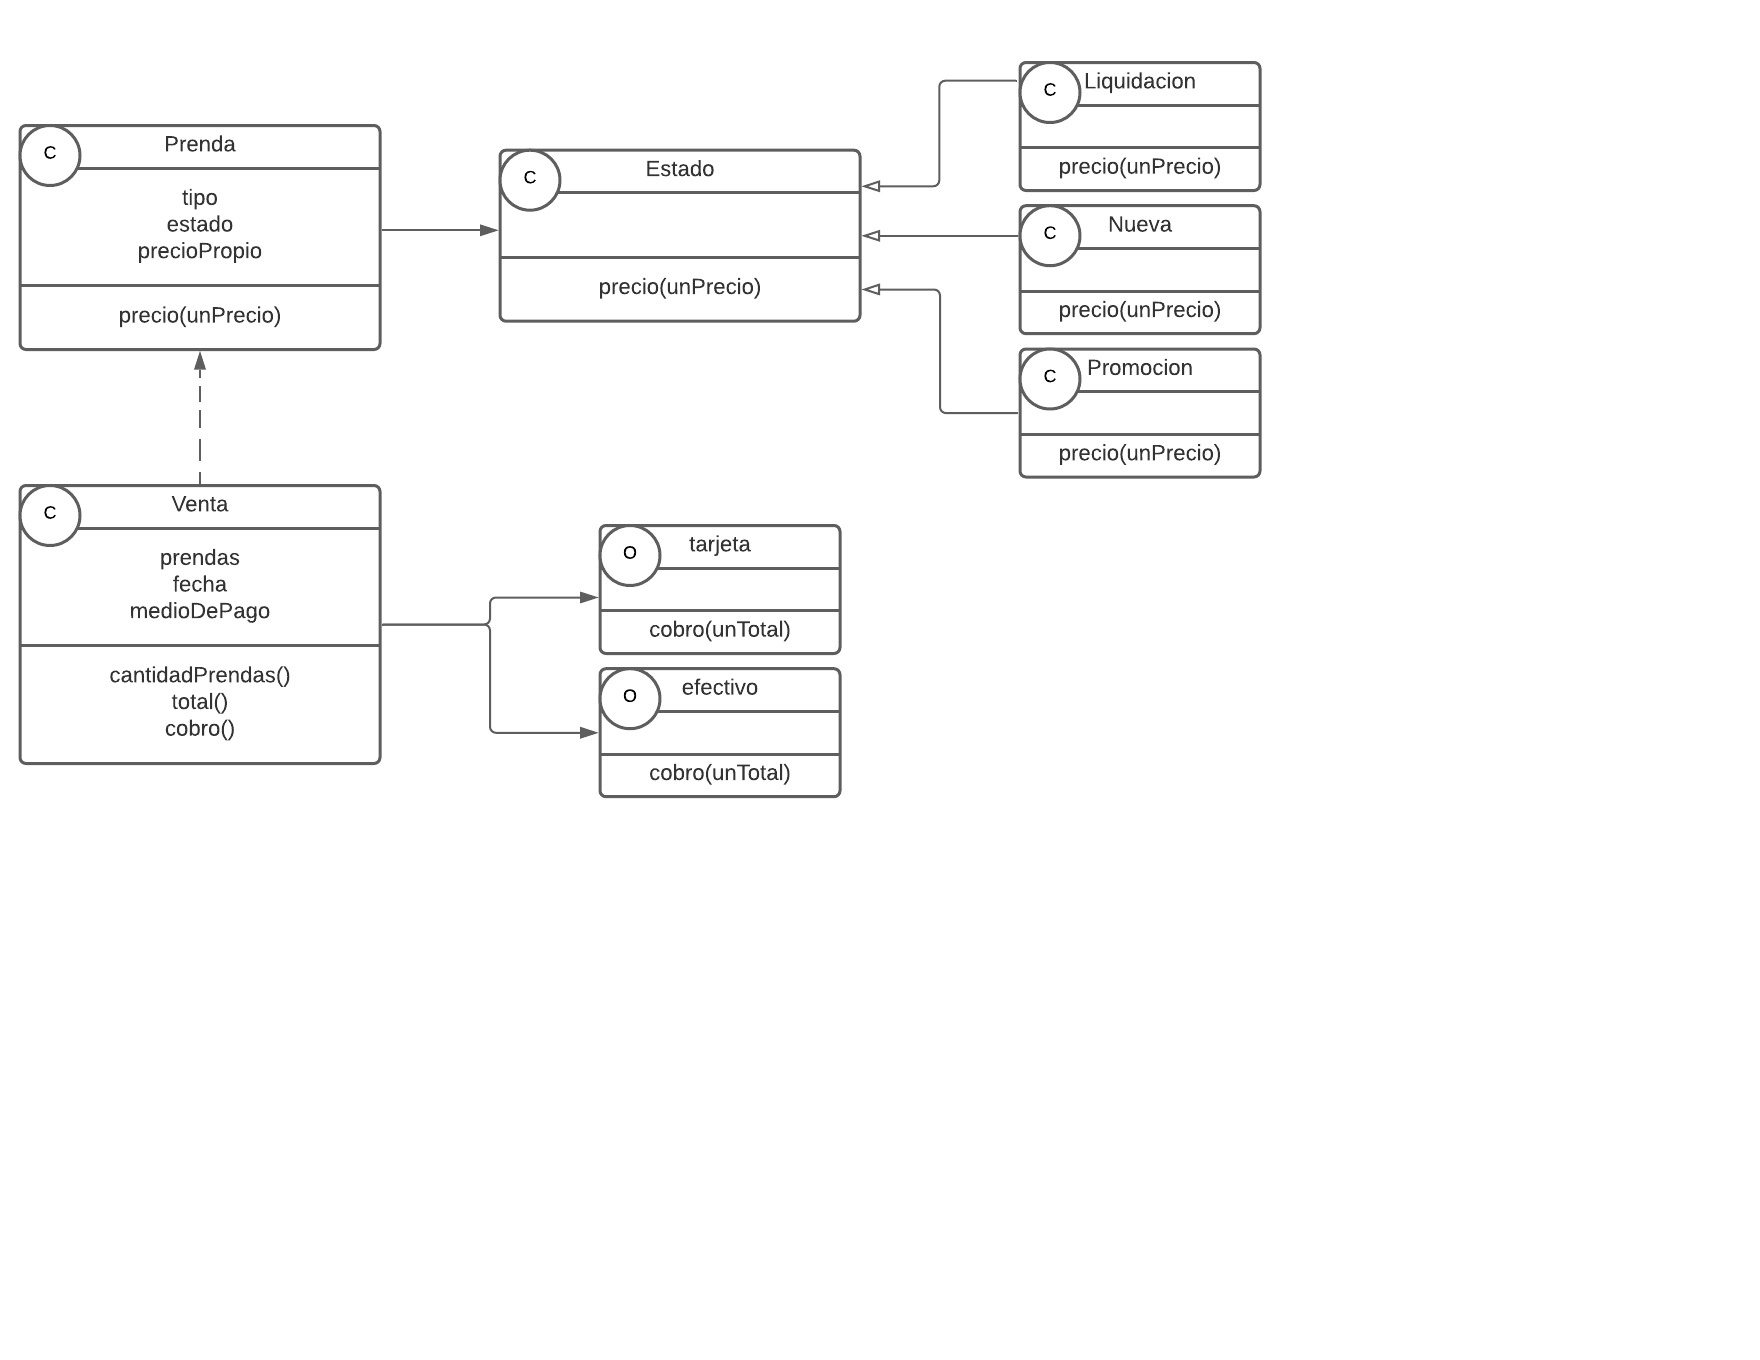 C
Prenda
tipo
estado
precioPropio
precio(unPrecio)
C
Estado
precio(unPrecio)
C
Liquidacion
precio(unPrecio)
C
Nueva
precio(unPrecio)
C
Promocion
precio(unPrecio)
C
Venta
prendas
fecha
medioDePago
cantidadPrendas()
total()
cobro()
O
tarjeta
cobro(unTotal)
O
efectivo
cobro(unTotal)